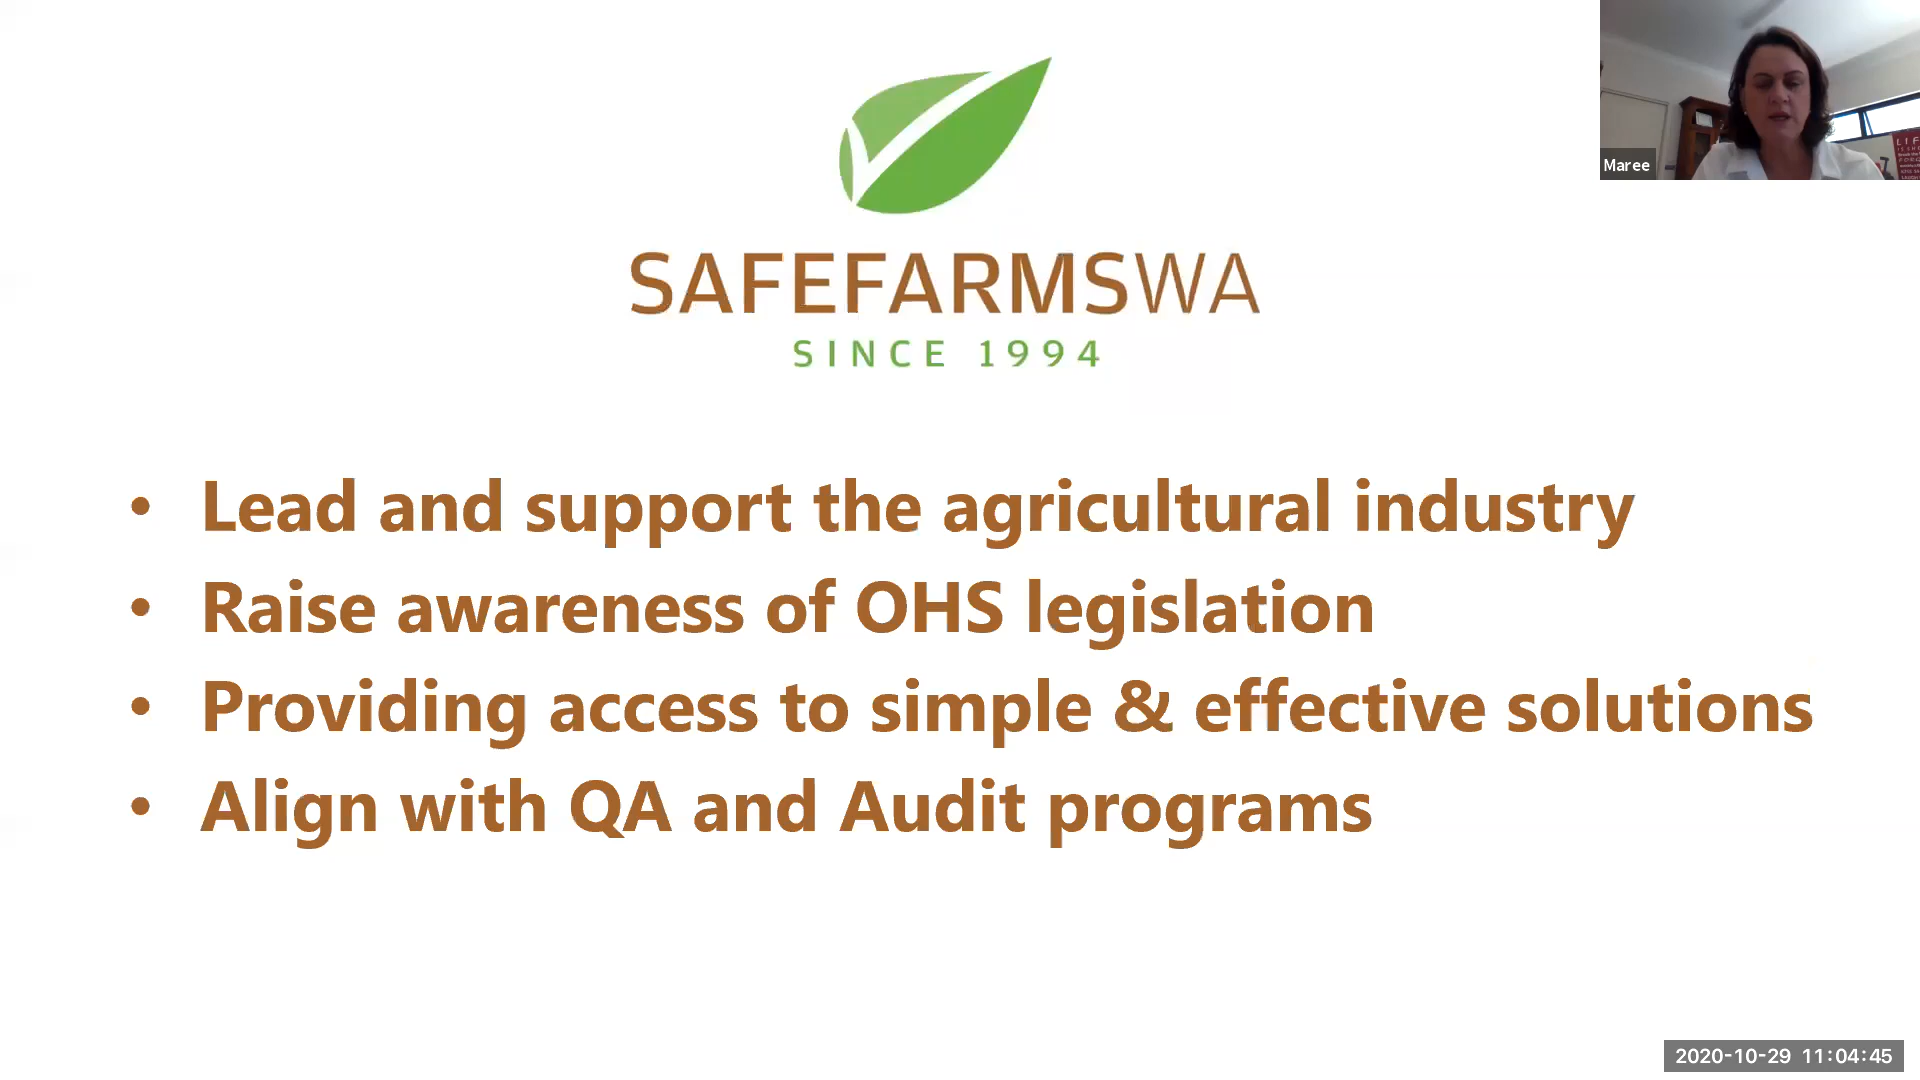 SAFEFARMSWA
SINCE 1994
Maree
• Lead and support the agricultural industry
• Raise awareness of OHS legislation
• Providing access to simple & effective solutions
• Align with QA and Audit programs
2020-10-29 11:04:45